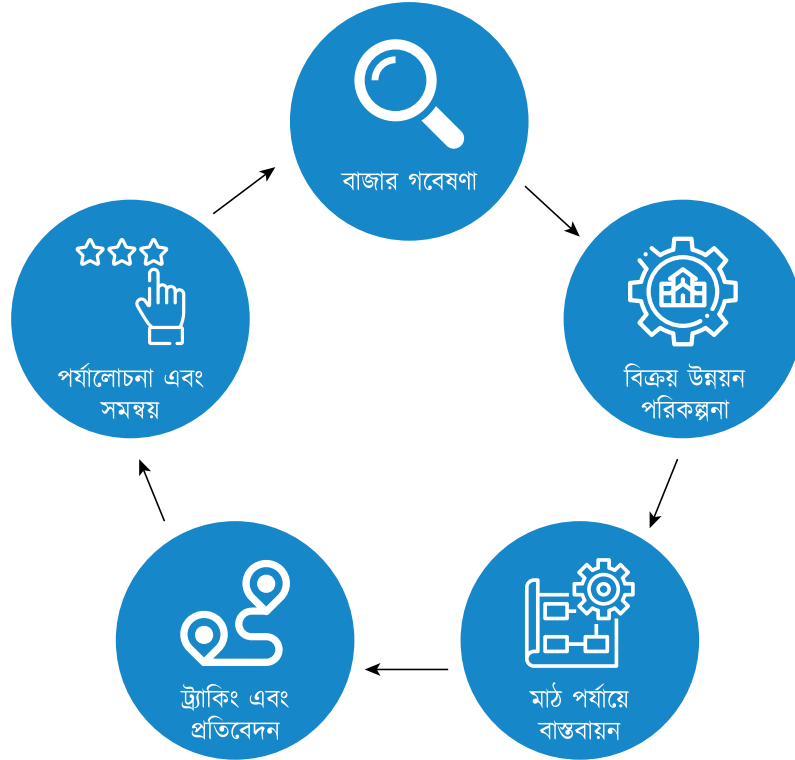 বাজার গবেষণা
বিক্রয় উন্নয়ন
পরিকল্পনা
মাঠ পর্যায়ে
বাস্তবায়ন
ট্র্যাকিং এবং
প্রতিবেদন
পর্যালোচনা এবং
সমন্বয়